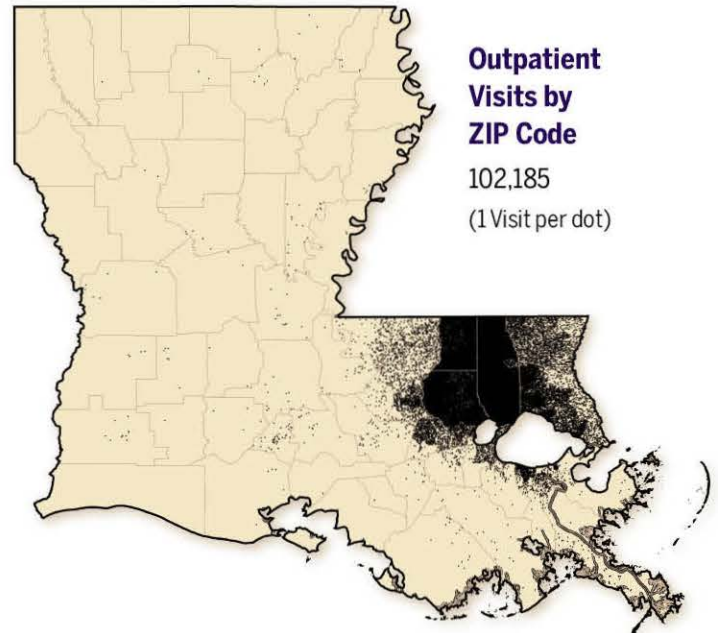 Outpatient
Visits by
ZIP Code
102,185
(1 Visit per dot)